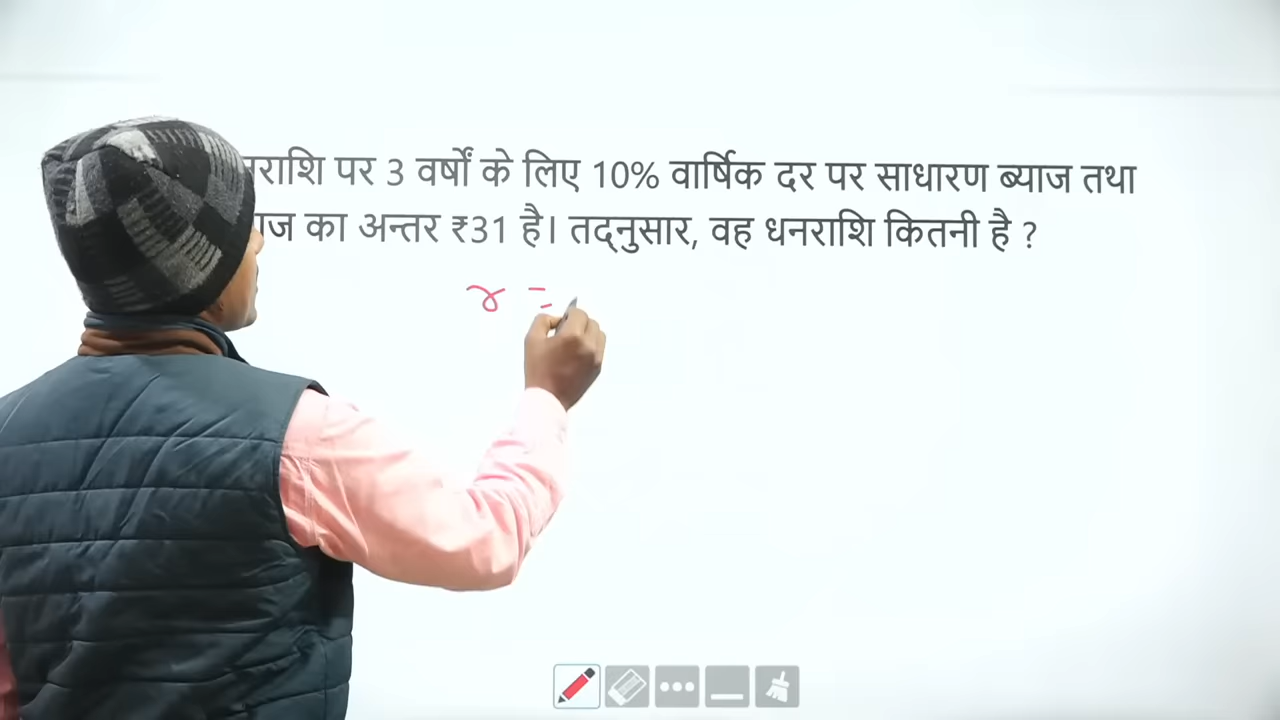 पर 3 वर्षों के लिए 10% वार्षिक दर पर साधारण ब्याज तथा
का अन्तर ₹31 है। तद्नुसार, वह धनराशि कितनी है ?
r =